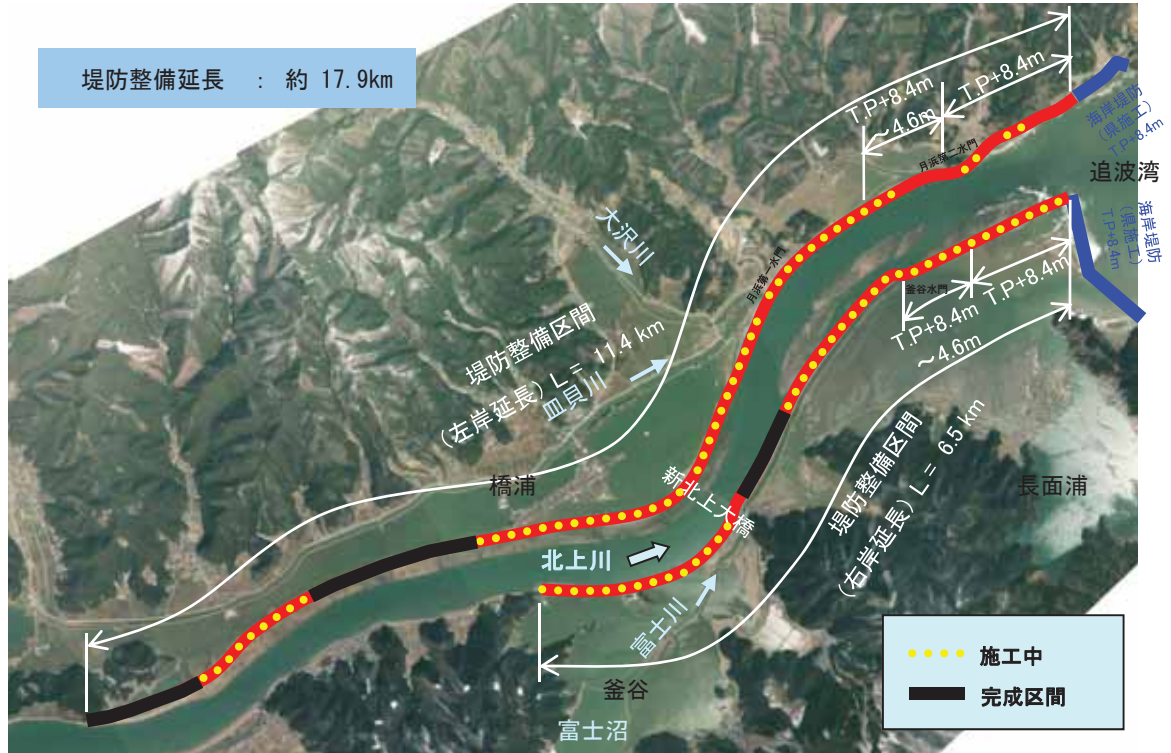 堤防整備延長 : 約 17.9km
T.P+8.4m
～4.6m
T.P+8.4m
海岸堤防
(県施工)
T.P+8.4m
月浜第二水門
追波湾
海岸堤防
(県施工)
T.P+8.4m
大沢川
月浜第一水門
釜谷水門
T.P+8.4m
～4.6m
T.P+8.4m
堤防整備区間
(左岸延長) L = 11.4 km
皿貝川
橋浦
新北上大橋
堤防整備区間
(右岸延長) L = 6.5 km
長面浦
北上川
富士川
釜谷
富士沼
施工中
完成区間